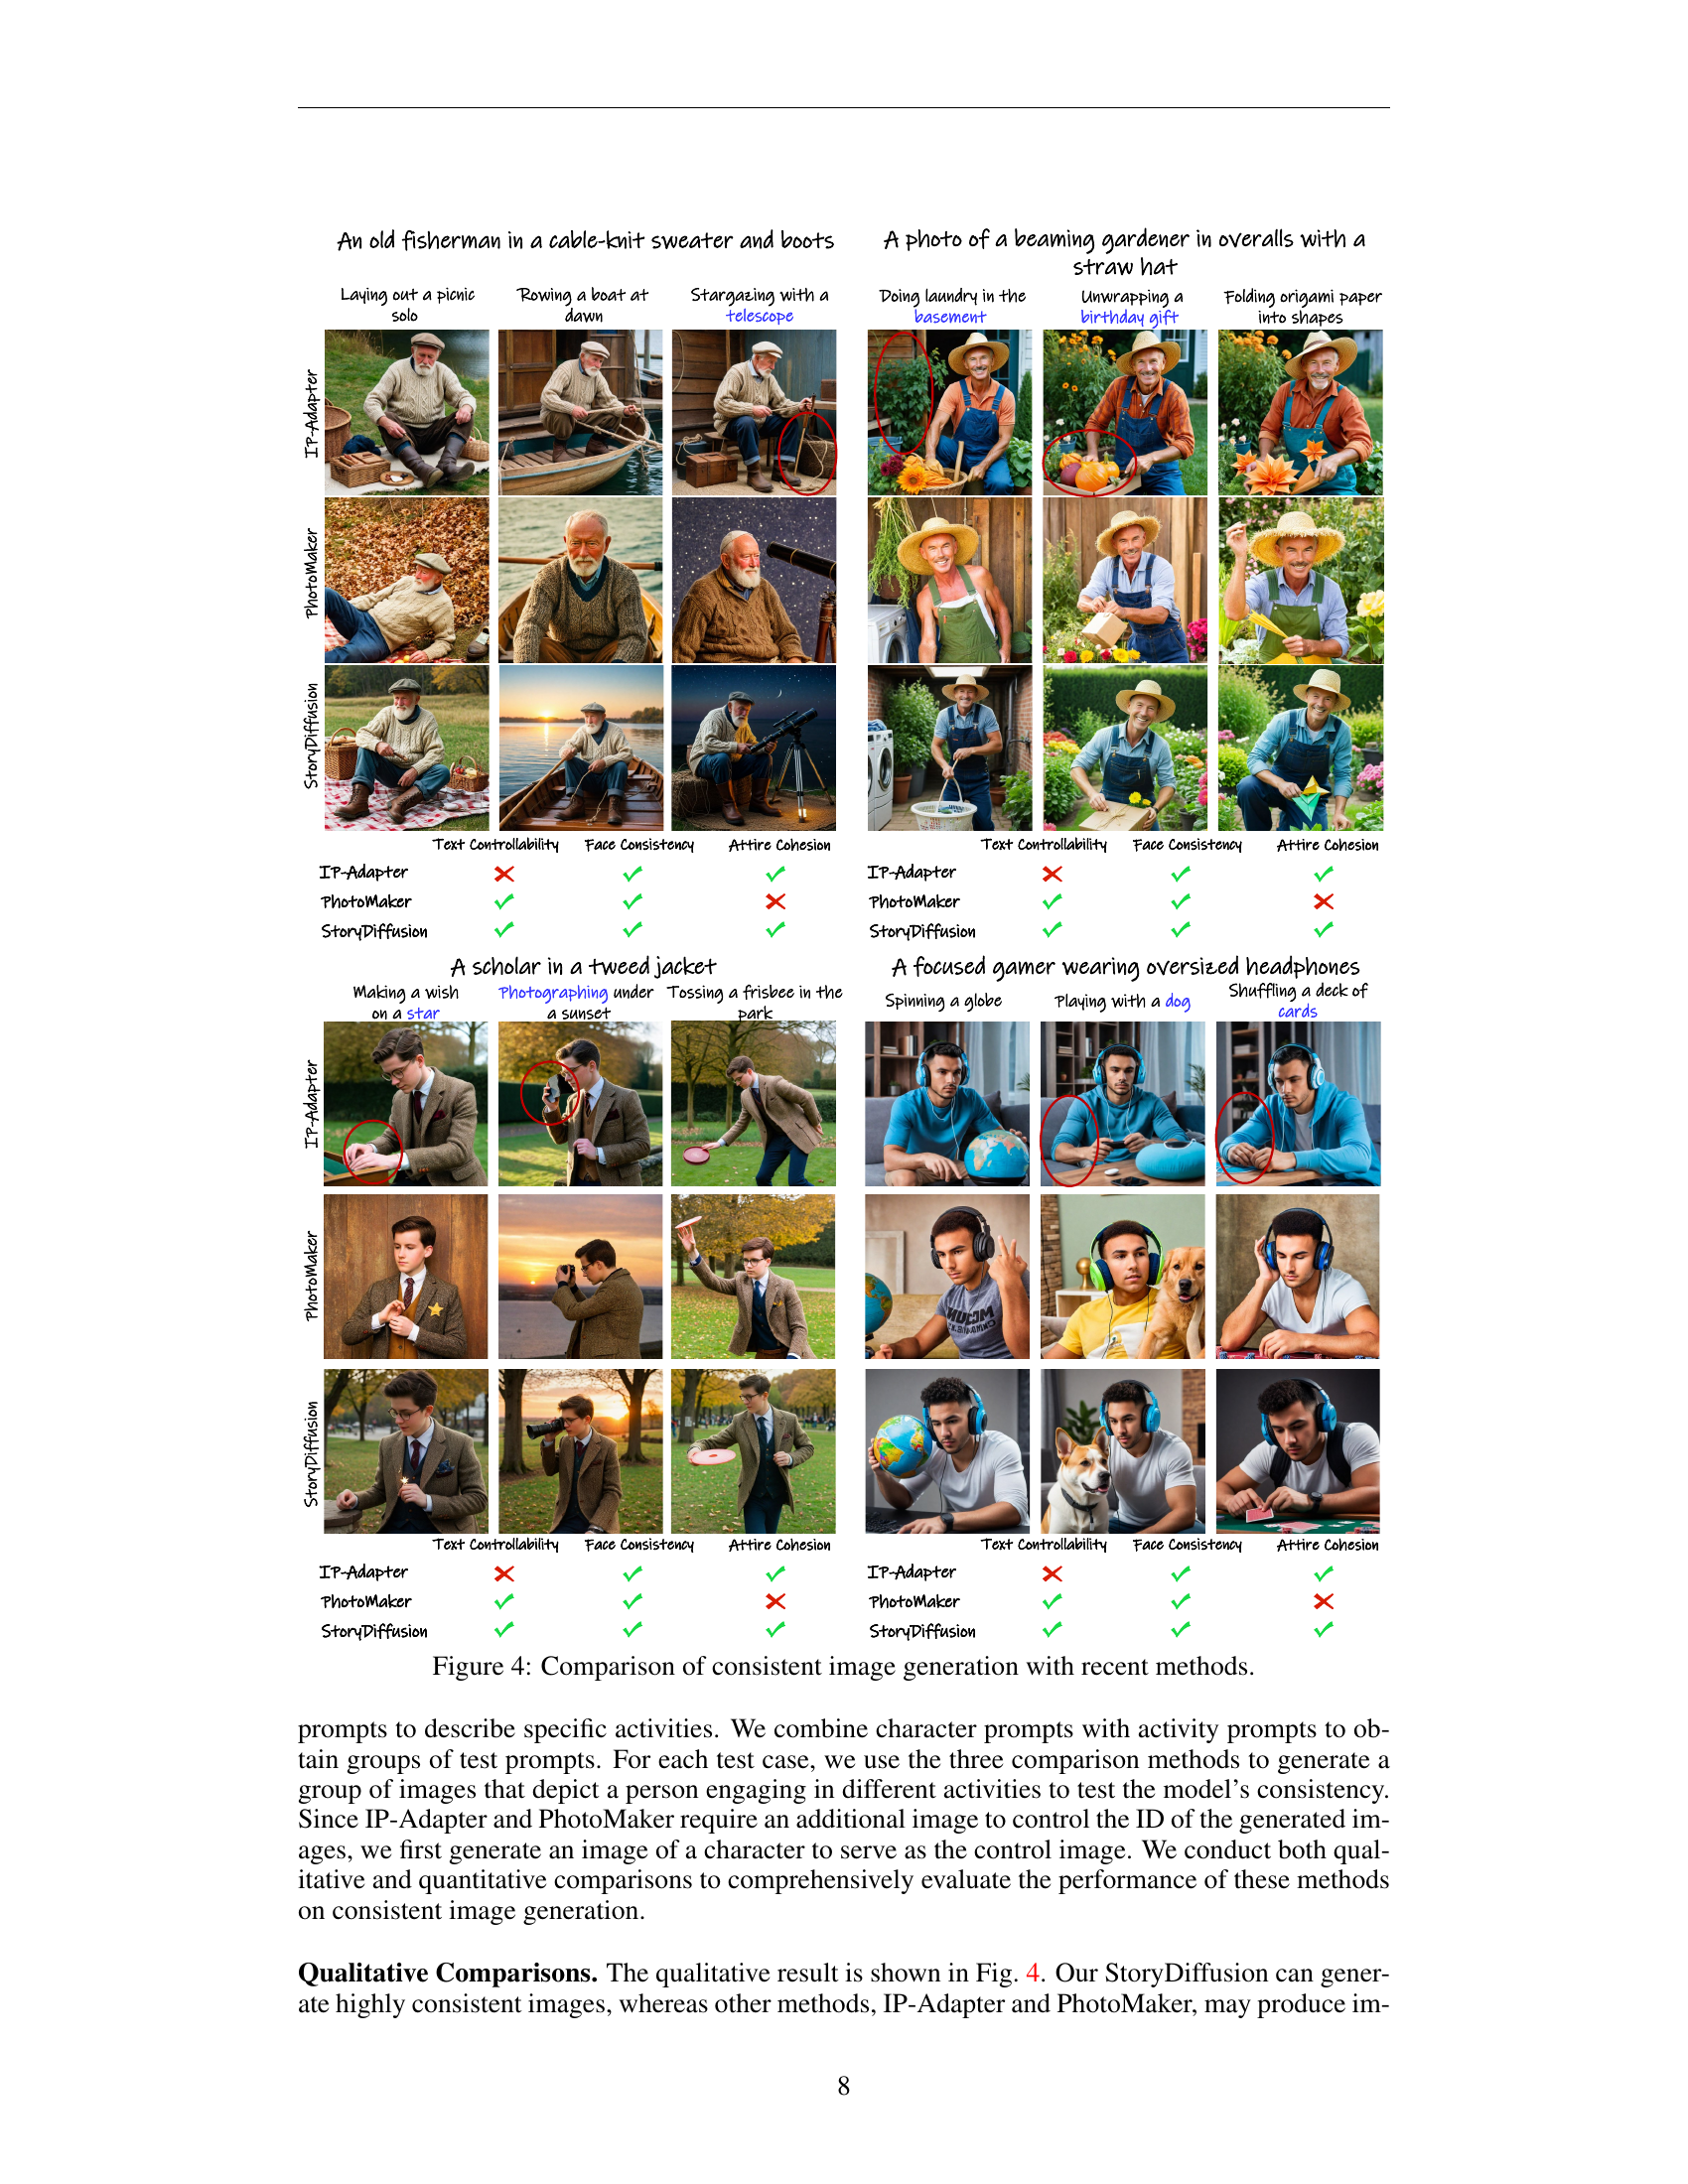 An old fisherman in a cable-knit sweater and boots
Laying out a picnic
solo
Rowing a boat at
dawn
Stargazing with a
telescope
IP-Adapter
PhotoMaker
StoryDiffusion
Text Controllability Face Consistency Attire Cohesion
IP-Adapter
PhotoMaker
StoryDiffusion
A photo of a beaming gardener in overalls with a
straw hat
Doing laundry in the
basement
Unwrapping a
birthday gift
Folding origami paper
into shapes
Text Controllability Face Consistency Attire Cohesion
IP-Adapter
PhotoMaker
StoryDiffusion
A scholar in a tweed jacket
Making a wish
on a star
Photographing under
a sunset
Tossing a frisbee in the
park
IP-Adapter
PhotoMaker
StoryDiffusion
Text Controllability Face Consistency Attire Cohesion
IP-Adapter
PhotoMaker
StoryDiffusion
A focused gamer wearing oversized headphones
Spinning a globe
Playing with a dog
Shuffling a deck of
cards
Text Controllability Face Consistency Attire Cohesion
IP-Adapter
PhotoMaker
StoryDiffusion
Figure 4: Comparison of consistent image generation with recent methods.
prompts to describe specific activities. We combine character prompts with activity prompts to ob-
tain groups of test prompts. For each test case, we use the three comparison methods to generate a
group of images that depict a person engaging in different activities to test the model's consistency.
Since IP-Adapter and PhotoMaker require an additional image to control the ID of the generated im-
ages, we first generate an image of a character to serve as the control image. We conduct both qual-
itative and quantitative comparisons to comprehensively evaluate the performance of these methods
on consistent image generation.
Qualitative Comparisons. The qualitative result is shown in Fig. 4. Our StoryDiffusion can gener-
ate highly consistent images, whereas other methods, IP-Adapter and PhotoMaker, may produce im-
8